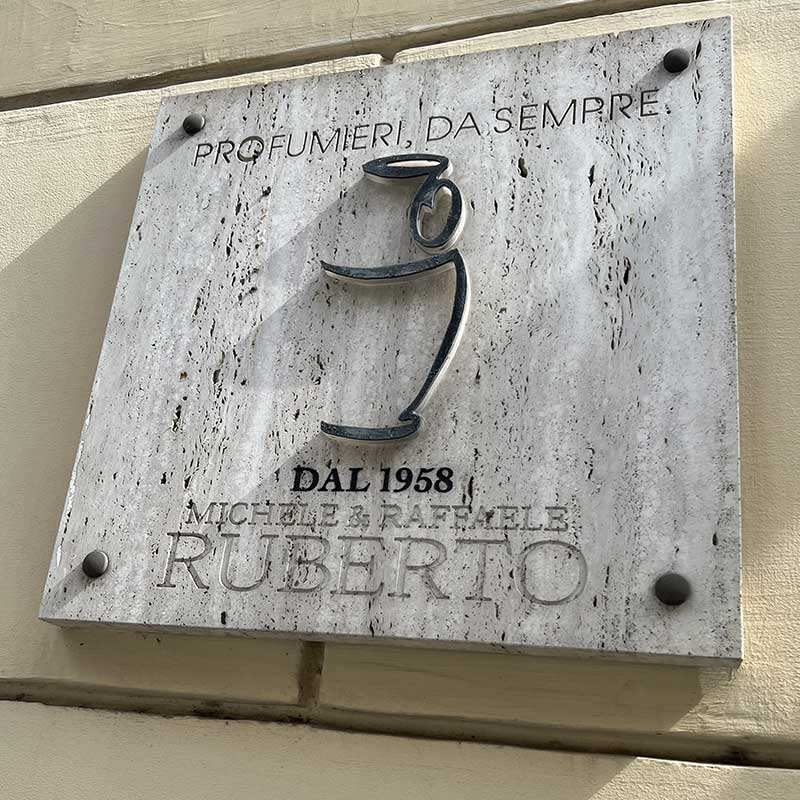 PROFUMIERI, DA SEMPRE
DAL 1958
MICHELE & RAFFAELE
RUBERTO